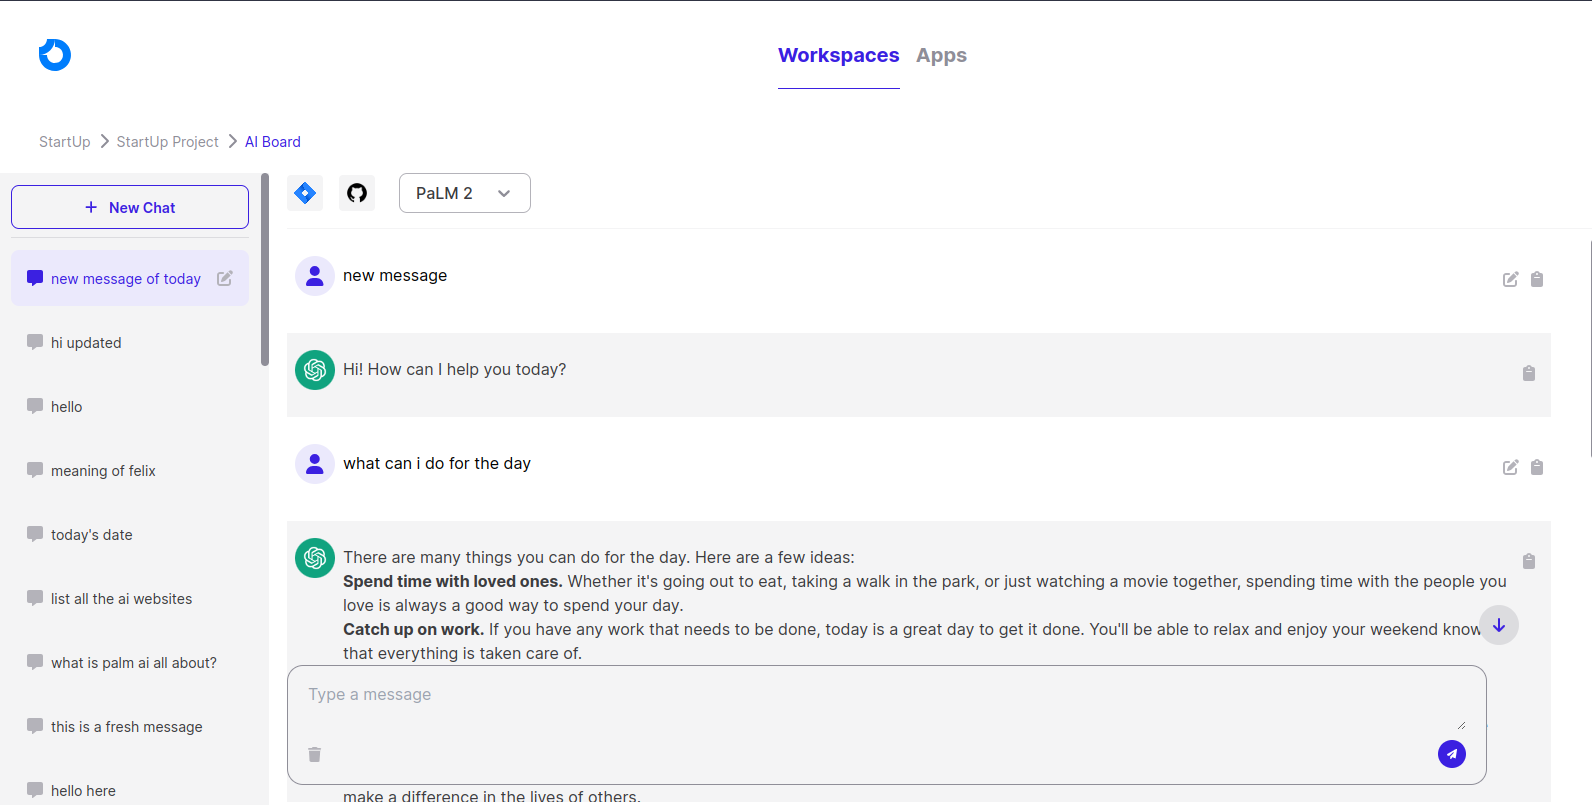 Workspaces Apps
StartUp StartUp Project AI Board
+ New Chat
new message of today
hi updated
hello
meaning of felix
today's date
list all the ai websites
what is palm ai all about?
this is a fresh message
hello here
PaLM 2
new message
Hi! How can I help you today?
what can i do for the day
There are many things you can do for the day. Here are a few ideas:
Spend time with loved ones. Whether it's going out to eat, taking a walk in the park, or just watching a movie together, spending time with the people you
love is always a good way to spend your day.
Catch up on work. If you have any work that needs to be done, today is a great day to get it done. You'll be able to relax and enjoy your weekend know
that everything is taken care of.
Type a message
make a difference in the lives of others.